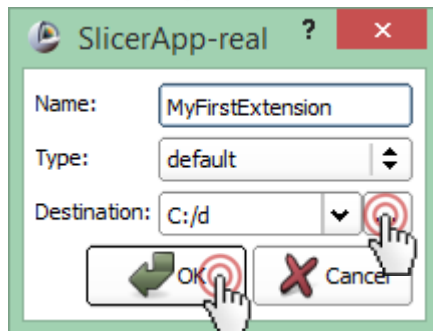 SlicerApp-real ?
Name: MyFirstExtension
Type: default
Destination: C:/d
OK Cancel